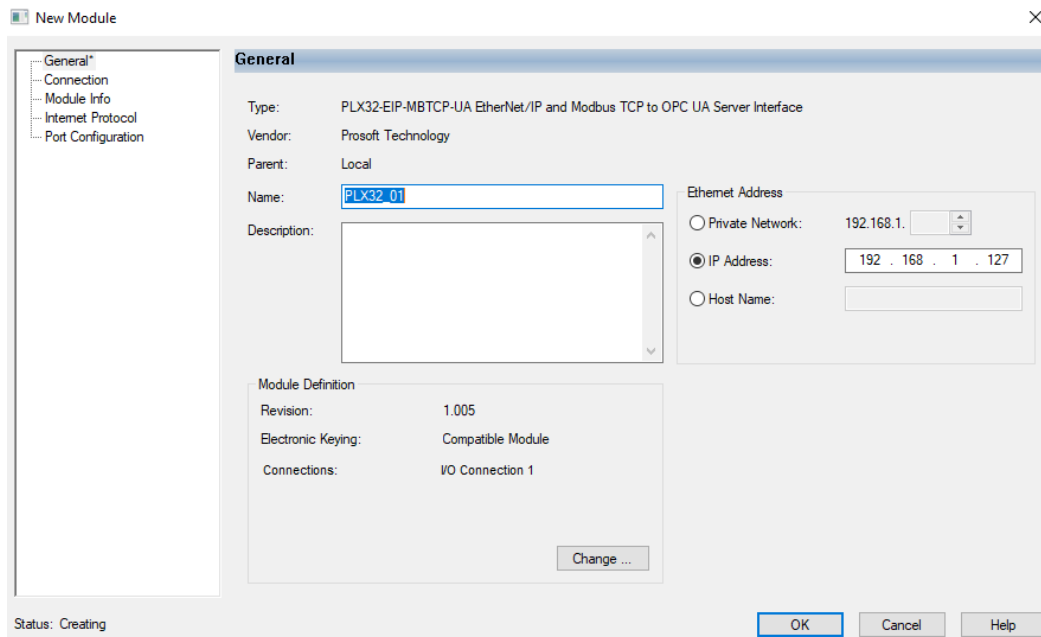 New Module
General*
Connection
Module Info
Internet Protocol
Port Configuration
General
Type: PLX32-EIP-MBTCP-UA EtherNet/IP and Modbus TCP to OPC UA Server Interface
Vendor: Prosoft Technology
Parent: Local
Name: PLX32_01
Description:
Ethernet Address
Private Network: 192.168.1.
IP Address: 192 . 168 . 1 . 127
Host Name:
Module Definition
Revision: 1.005
Electronic Keying: Compatible Module
Connections: I/O Connection 1
Change ...
Status: Creating
OK Cancel Help